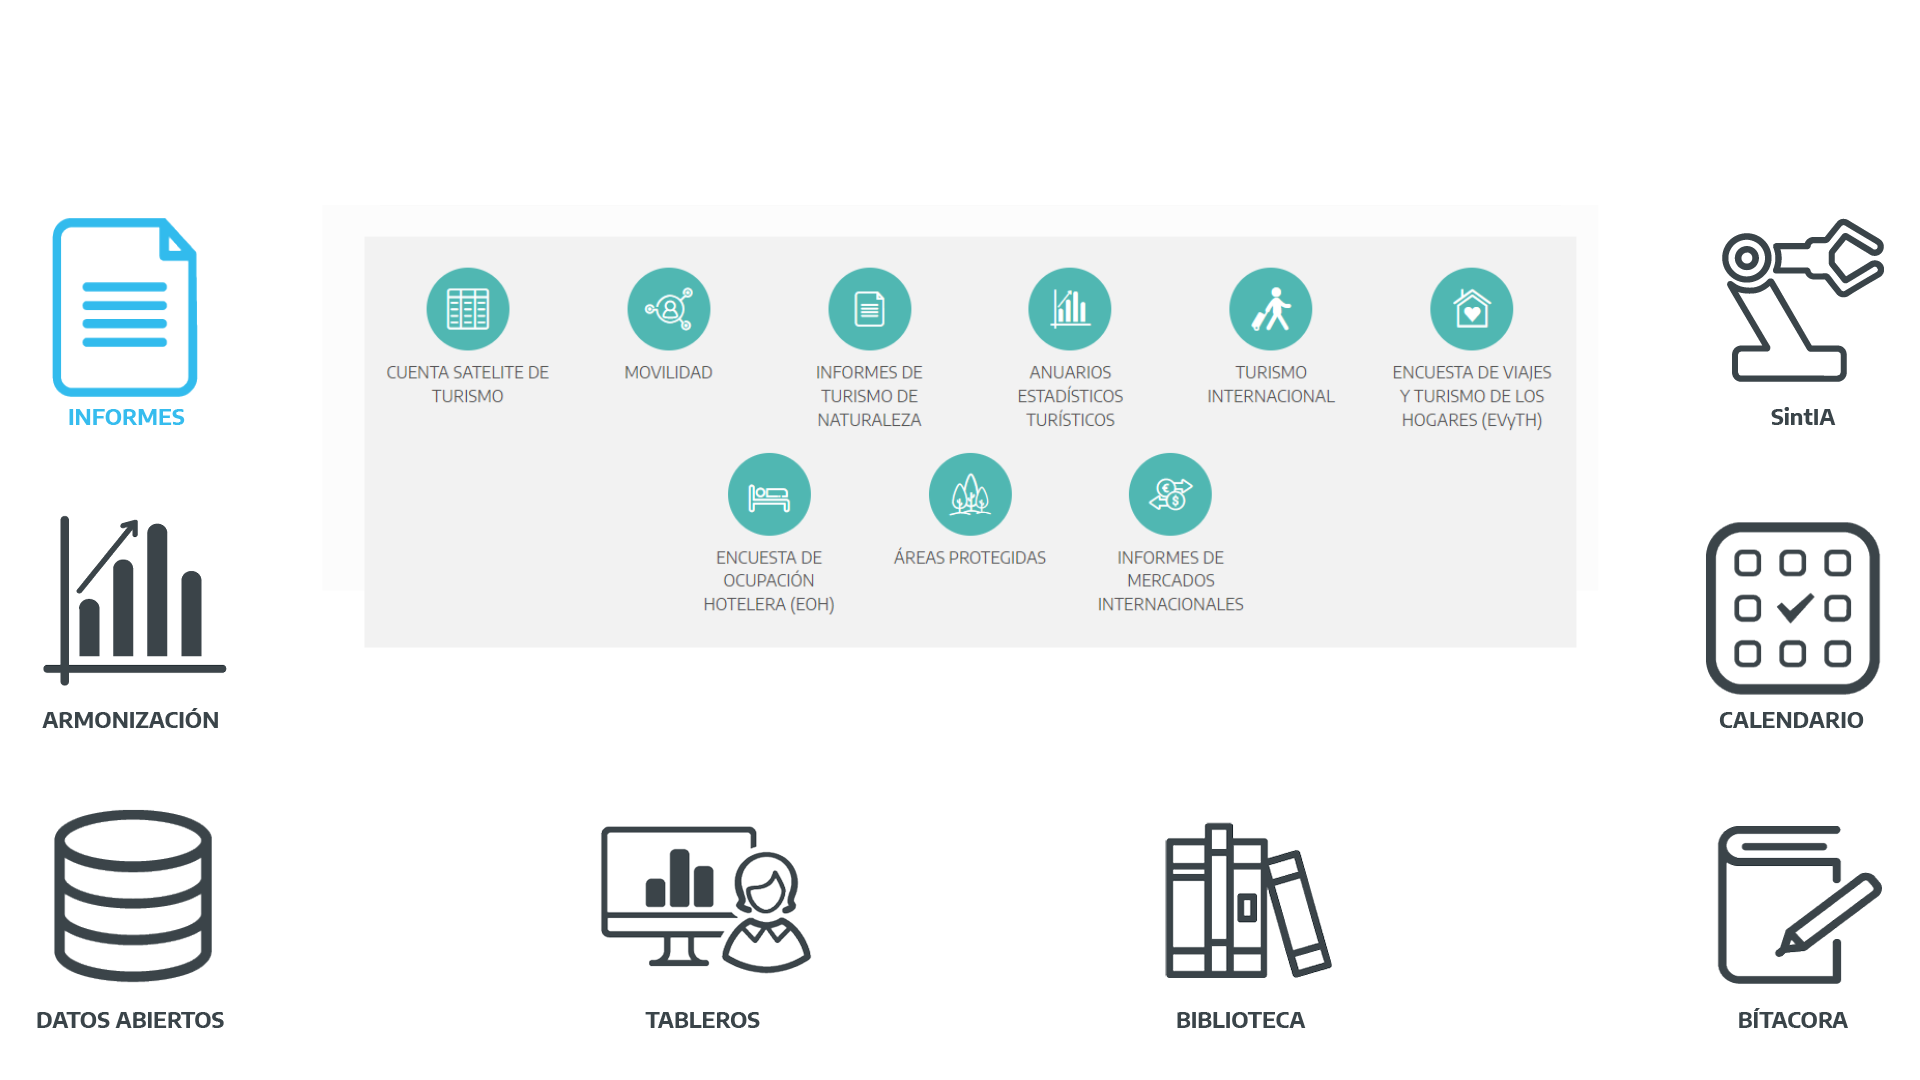 INFORMES
CUENTA SATELITE DE
TURISMO
MOVILIDAD
INFORMES DE
TURISMO DE
NATURALEZA
ANUARIOS
ESTADÍSTICOS
TURÍSTICOS
TURISMO
INTERNACIONAL
ENCUESTA DE VIAJES
Y TURISMO DE LOS
HOGARES (EVyTH)
ENCUESTA DE
OCUPACIÓN
HOTELERA (EOH)
ÁREAS PROTEGIDAS
INFORMES DE
MERCADOS
INTERNACIONALES
SintIA
ARMONIZACIÓN
CALENDARIO
DATOS ABIERTOS
TABLEROS
BIBLIOTECA
BÍTACORA